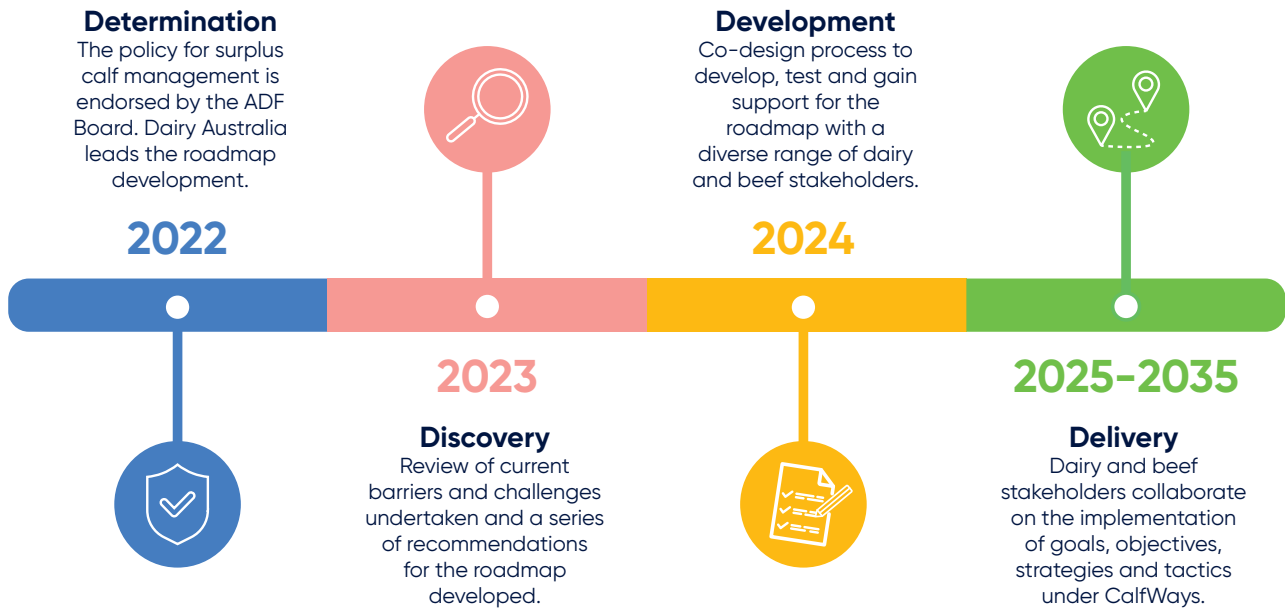 Determination
The policy for surplus
calf management is
endorsed by the ADF
Board. Dairy Australia
leads the roadmap
development.
2022
2023
Discovery
Review of current
barriers and challenges
undertaken and a series
of recommendations
for the roadmap
developed.
Development
Co-design process to
develop, test and gain
support for the
roadmap with a
diverse range of dairy
and beef stakeholders.
2024
2025-2035
Delivery
Dairy and beef
stakeholders collaborate
on the implementation
of goals, objectives,
strategies and tactics
under CalfWays.